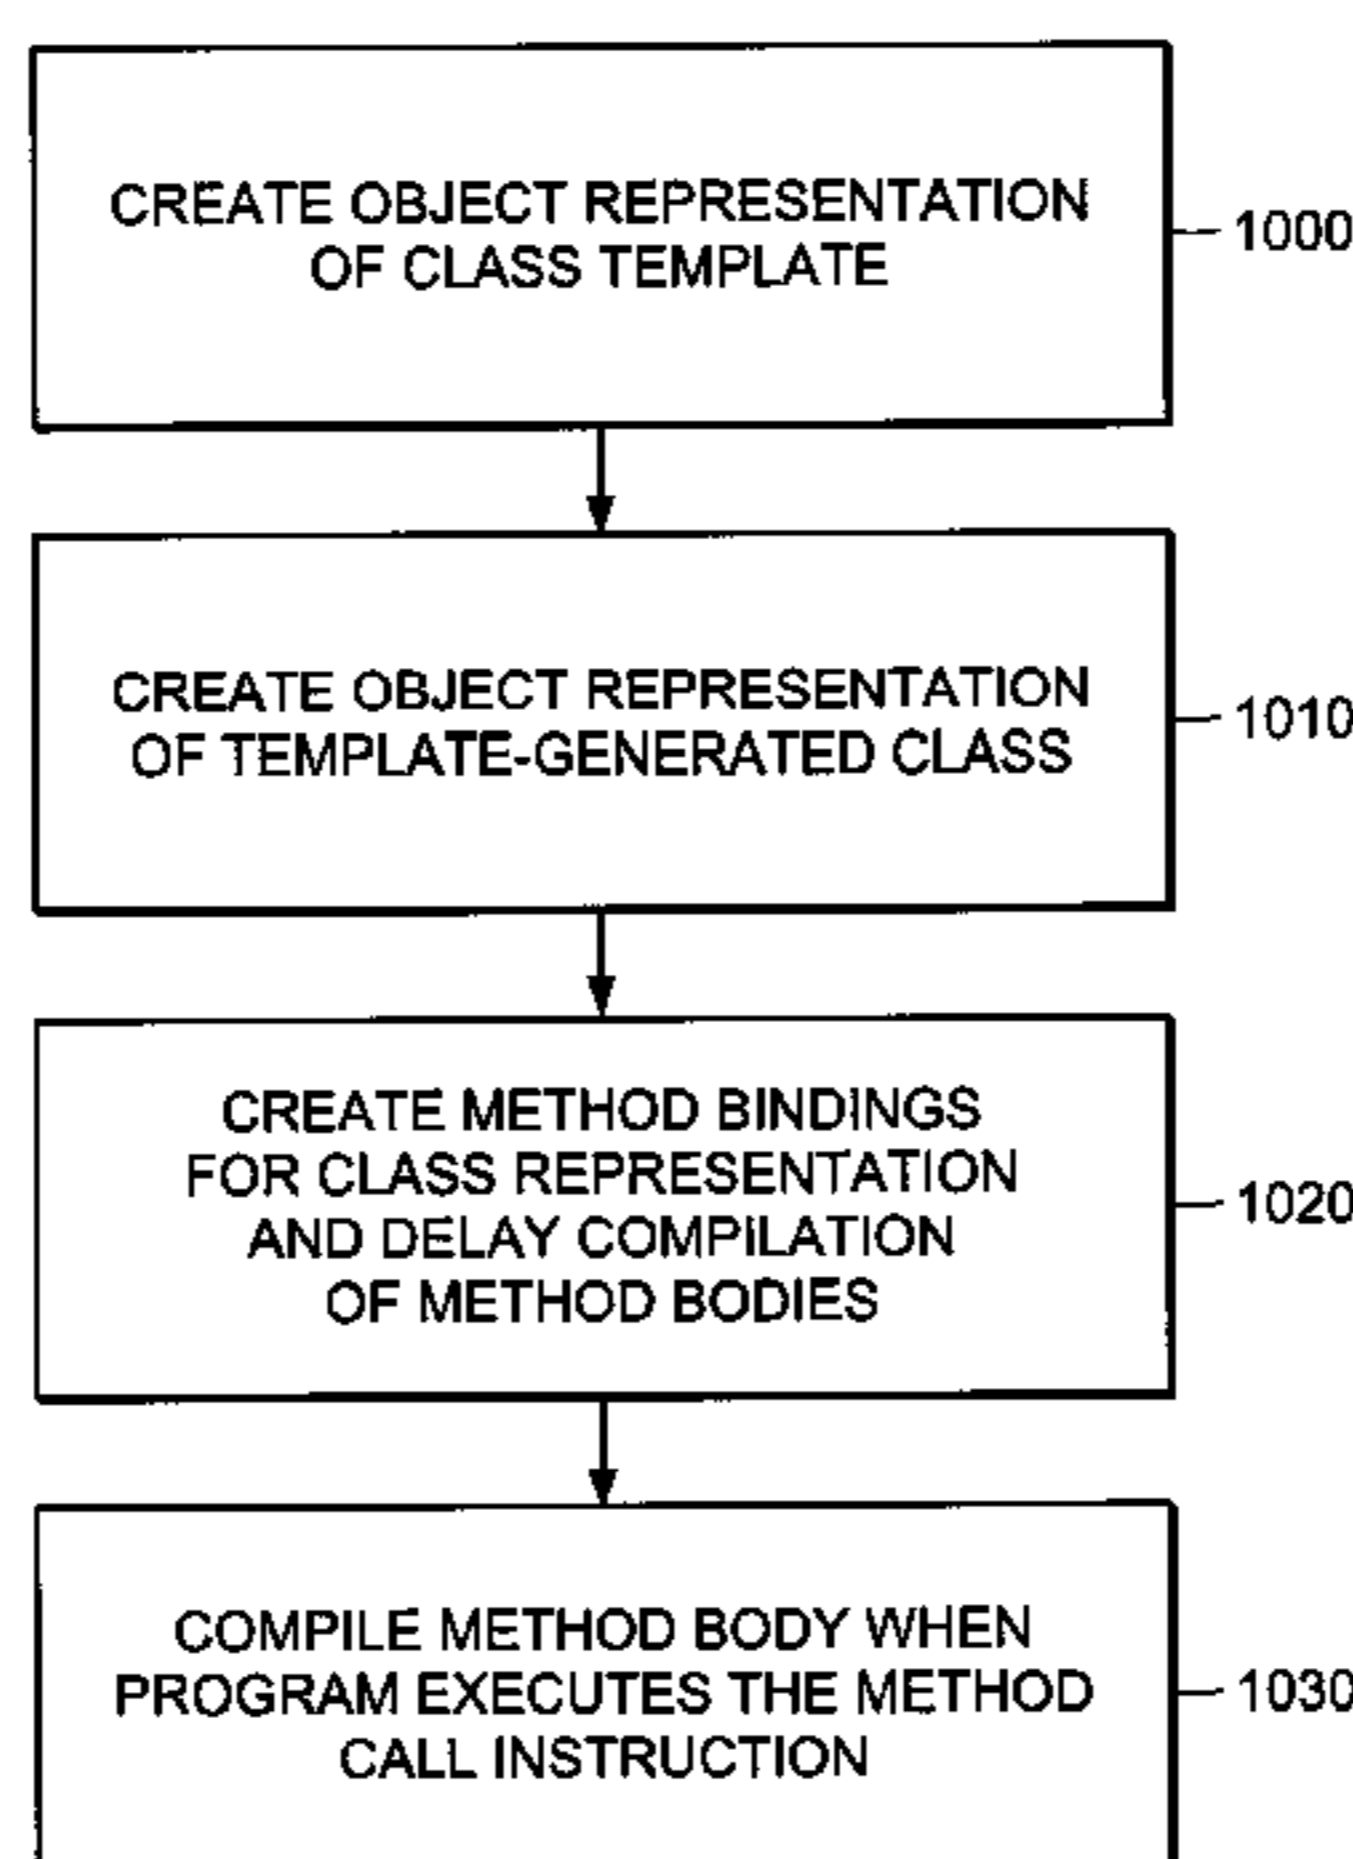 CREATE OBJECT REPRESENTATION
OF CLASS TEMPLATE
1000
CREATE OBJECT REPRESENTATION
OF TEMPLATE-GENERATED CLASS
1010
CREATE METHOD BINDINGS
FOR CLASS REPRESENTATION
AND DELAY COMPILATION
OF METHOD BODIES
1020
COMPILE METHOD BODY WHEN
PROGRAM EXECUTES THE METHOD
CALL INSTRUCTION
1030